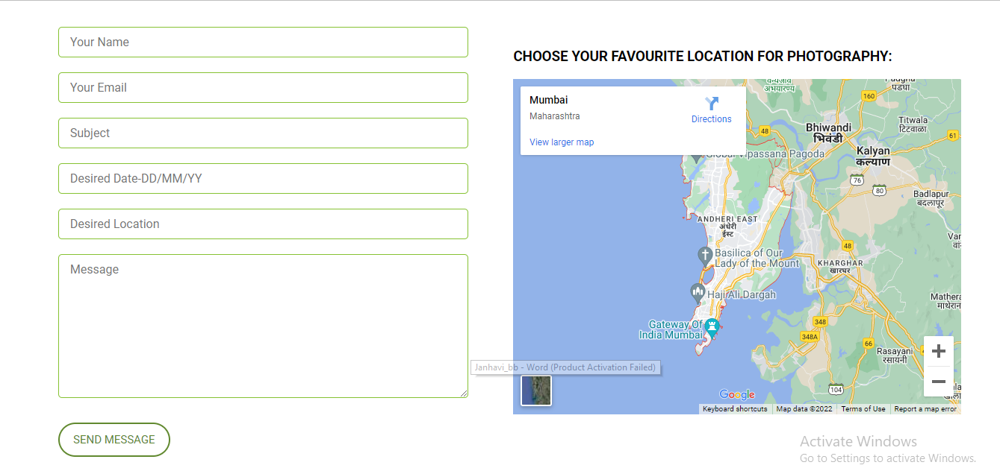 Your Name
Your Email
Subject
Desired Date-DD/MM/YY
Desired Location
Message
SEND MESSAGE
CHOOSE YOUR FAVOURITE LOCATION FOR PHOTOGRAPHY:
Mumbai
Maharashtra
Directions
View larger map
अभयारण्य
पडघा
160
Titwala
टिटवाळा
48
Bhiwandi
भिवंडी
61
Kalyan
कल्याण
Global Vipassana Pagoda
76
80
Badlapur
बदलापूर
ANDHERI EAST
अंधेरी
ईस्ट
48
Basilica of Our
Lady of the Mount
KHARGHAR
खारघर
Haji Ali Dargah
Mathera
माथेरान
Gateway Of
India Mumbai
348
348A
66
Rasayani
रसायनी
104
Janhavi_bb - Word (Product Activation Failed)
Google
Keyboard shortcuts
Map data ©2022
Terms of Use
Report a map error
Activate Windows
Go to Settings to activate Windows.